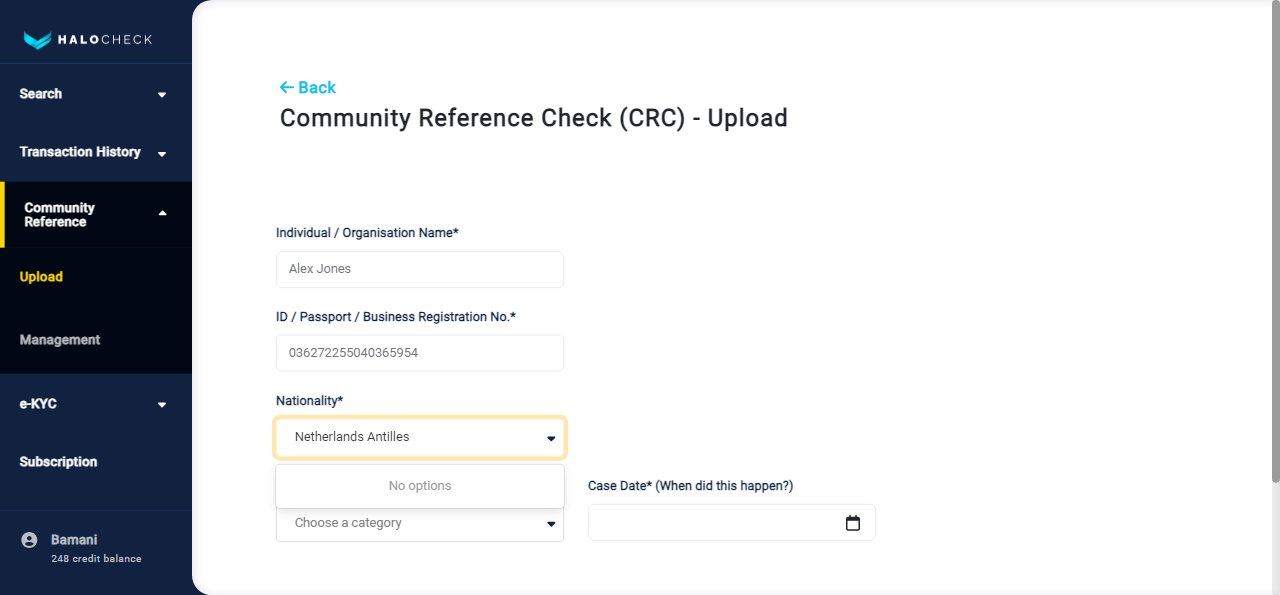 HALOCHECK
Search
Transaction History
Community
Reference
Upload
Management
e-KYC
Subscription
Bamani
248 credit balance
Back
Community Reference Check (CRC) - Upload
Individual / Organisation Name*
Alex Jones
ID / Passport / Business Registration No.*
036272255040365954
Nationality*
Netherlands Antilles
No options
Case Date* (When did this happen?)
Choose a category